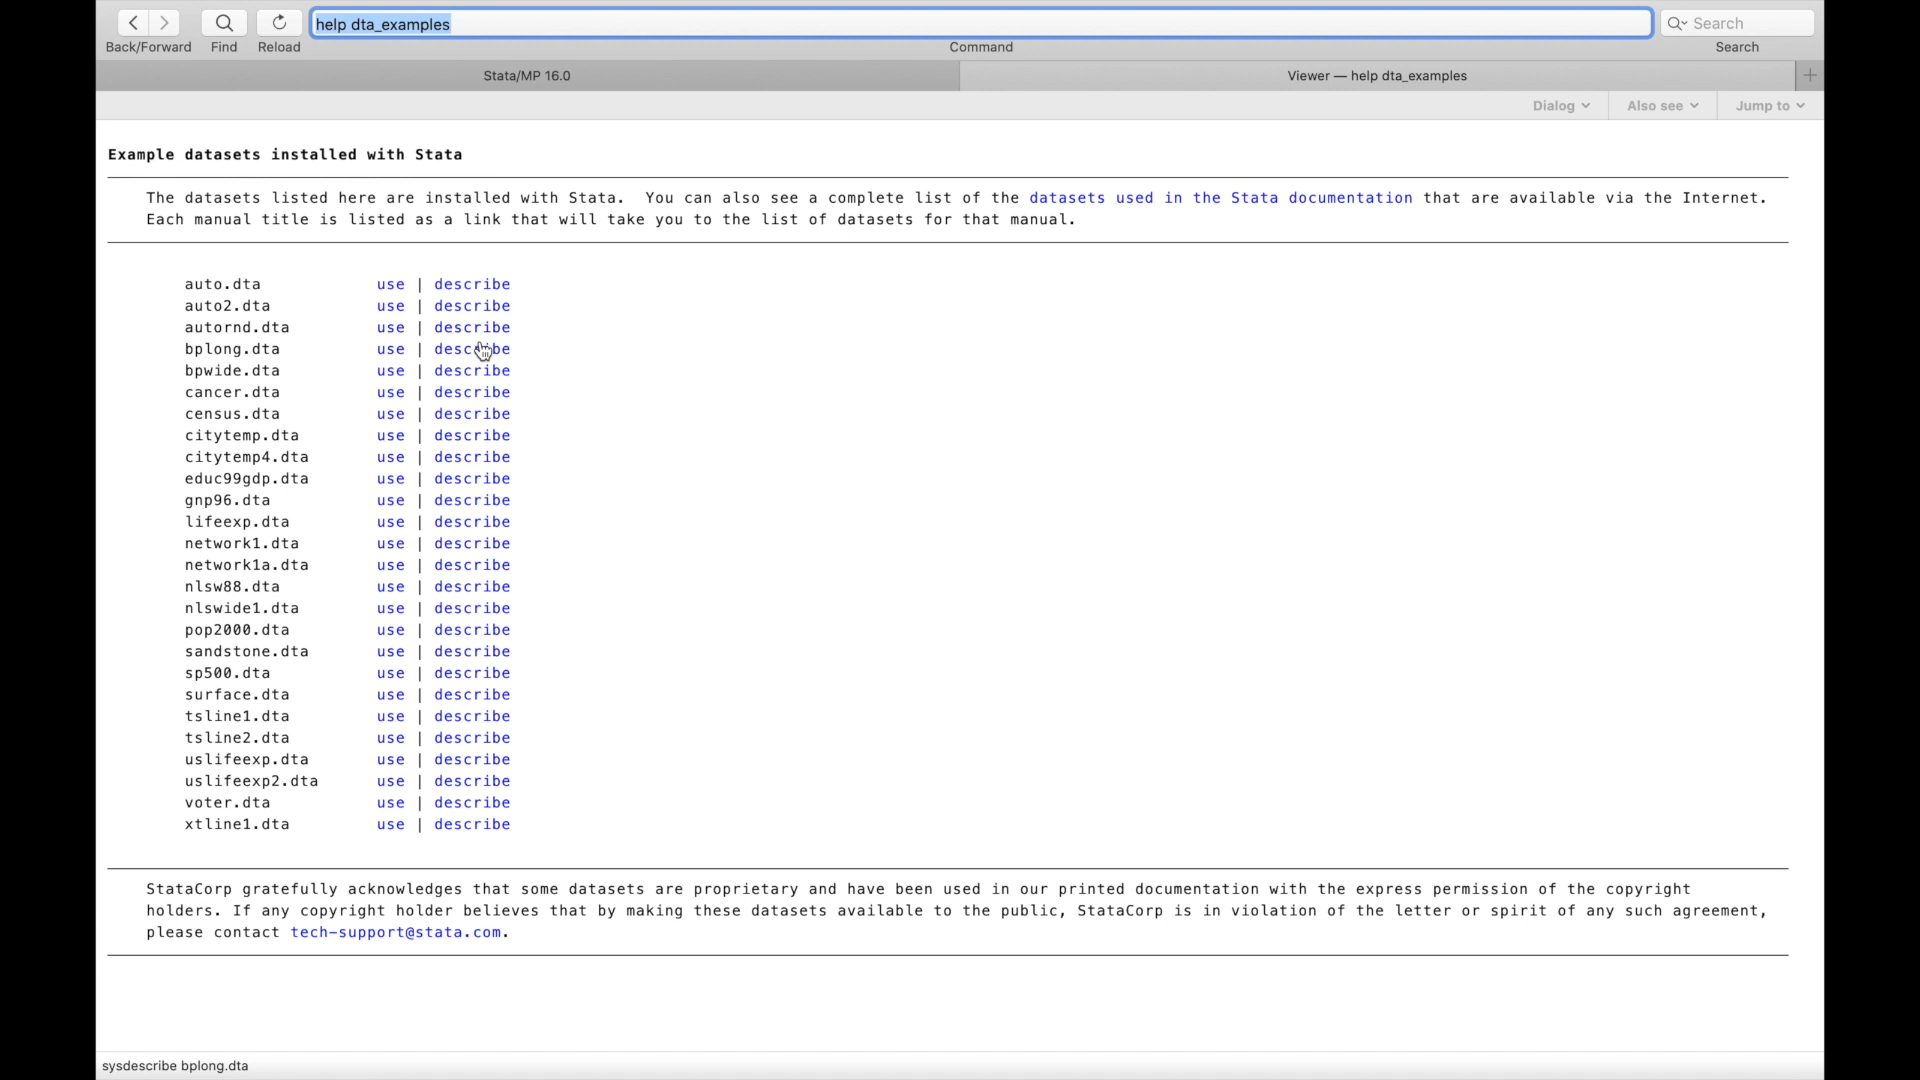 help dta_examples
Search
Back/Forward Find Reload Command Search
Stata/MP 16.0 Viewer — help dta_examples
Dialog Also see Jump to
Example datasets installed with Stata
The datasets listed here are installed with Stata. You can also see a complete list of the datasets used in the Stata documentation that are available via the Internet.
Each manual title is listed as a link that will take you to the list of datasets for that manual.
auto.dta use | describe
auto2.dta use | describe
autornd.dta use | describe
bplong.dta use | describe
bpwide.dta use | describe
cancer.dta use | describe
census.dta use | describe
citytemp.dta use | describe
citytemp4.dta use | describe
educ99gdp.dta use | describe
gnp96.dta use | describe
lifeexp.dta use | describe
network1.dta use | describe
network1a.dta use | describe
nlsw88.dta use | describe
nlswide1.dta use | describe
pop2000.dta use | describe
sandstone.dta use | describe
sp500.dta use | describe
surface.dta use | describe
tsline1.dta use | describe
tsline2.dta use | describe
uslifeexp.dta use | describe
uslifeexp2.dta use | describe
voter.dta use | describe
xtline1.dta use | describe
StataCorp gratefully acknowledges that some datasets are proprietary and have been used in our printed documentation with the express permission of the copyright
holders. If any copyright holder believes that by making these datasets available to the public, StataCorp is in violation of the letter or spirit of any such agreement,
please contact tech-support@stata.com.
sysdescribe bplong.dta